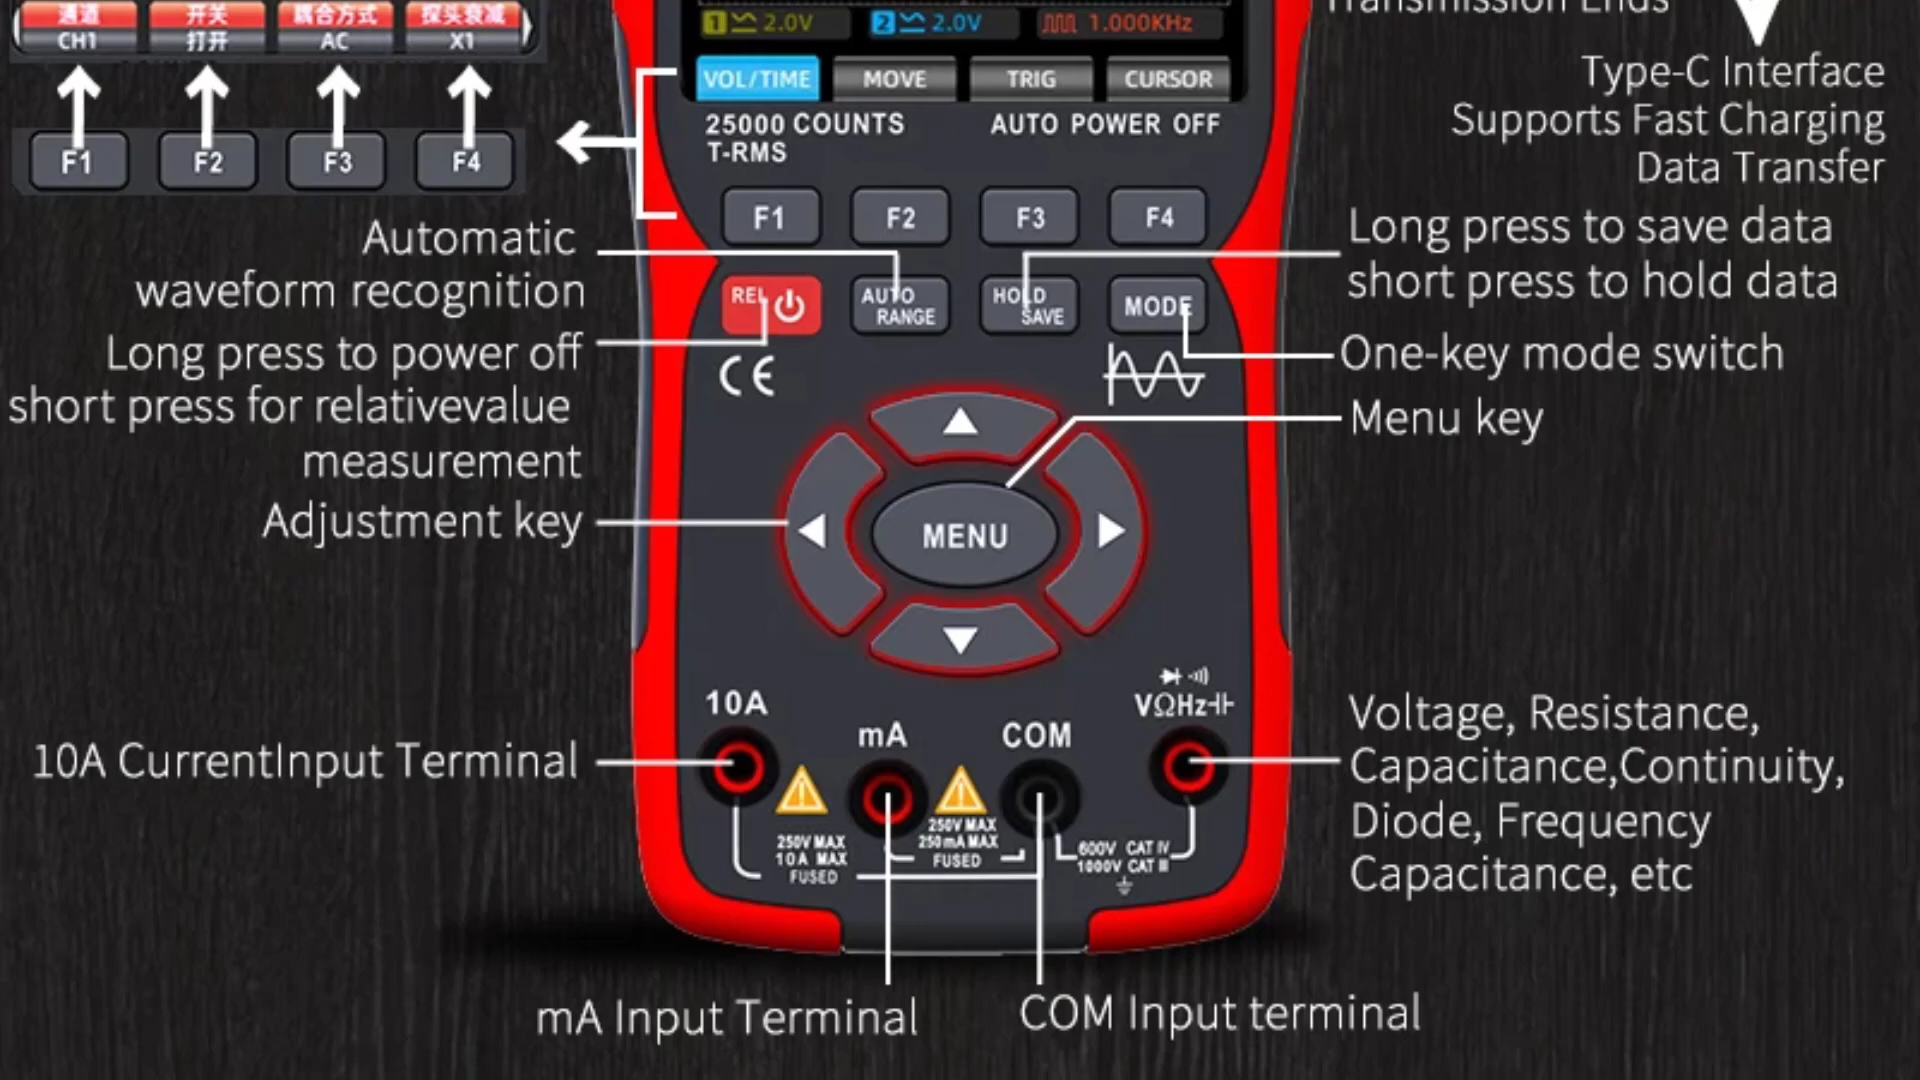 通道 开关 耦合方式 探头衰减
CH1 打开 AC X1
F1 F2 F3 F4
1 2.0V 2 2.0V 1.000KHz
VOL/TIME MOVE TRIG CURSOR
25000 COUNTS AUTO POWER OFF
T-RMS
F1 F2 F3 F4
REL AUTO RANGE HOLD SAVE MODE
CE
MENU
Automatic
waveform recognition
Long press to power off
short press for relativevalue
measurement
Adjustment key
10A CurrentInput Terminal
Transmission Ends
Type-C Interface
Supports Fast Charging
Data Transfer
Long press to save data
short press to hold data
One-key mode switch
Menu key
Voltage, Resistance,
Capacitance,Continuity,
Diode, Frequency
Capacitance, etc
10A
mA
COM
VΩHz
250V MAX
10A MAX
FUSED
250V MAX
250mA MAX
FUSED
600V CAT IV
1000V CAT III
mA Input Terminal
COM Input terminal